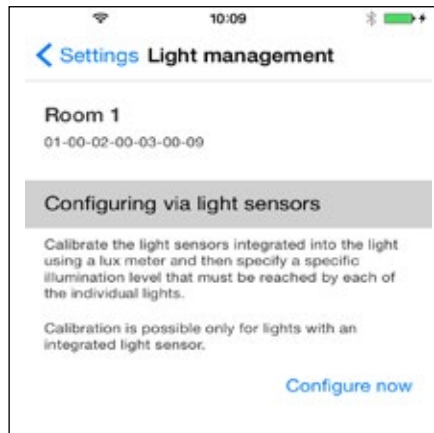 10:09
Settings Light management
Room 1
01-00-02-00-03-00-09
Configuring via light sensors
Calibrate the light sensors integrated into the light
using a lux meter and then specify a specific
illumination level that must be reached by each of
the individual lights.
Calibration is possible only for lights with an
integrated light sensor.
Configure now